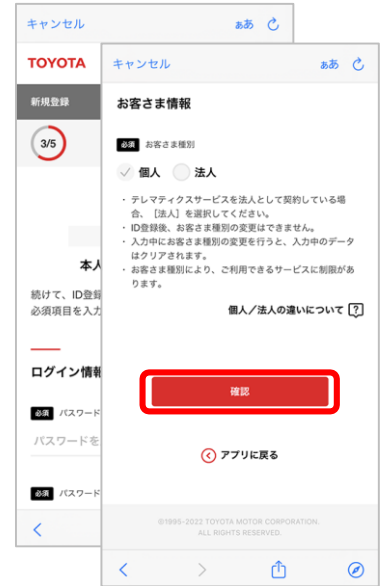 キャンセル
ああ
TOYOTA
新規登録
3/5
本人
続けて、ID登録
必須項目を入力
ログイン情報
必須 パスワード
パスワードを
必須 パスワード
キャンセル
ああ
お客さま情報
必須 お客さま種別
個人 法人
・ テレマティクスサービスを法人として契約している場
合、［法人］を選択してください。
・ ID登録後、お客さま種別の変更はできません。
・ 入力中にお客さま種別の変更を行うと、入力中のデータ
はクリアされます。
・ お客さま種別により、ご利用できるサービスに制限があ
ります。
個人／法人の違いについて ?
確認
アプリに戻る
©1995-2022 TOYOTA MOTOR CORPORATION.
ALL RIGHTS RESERVED.